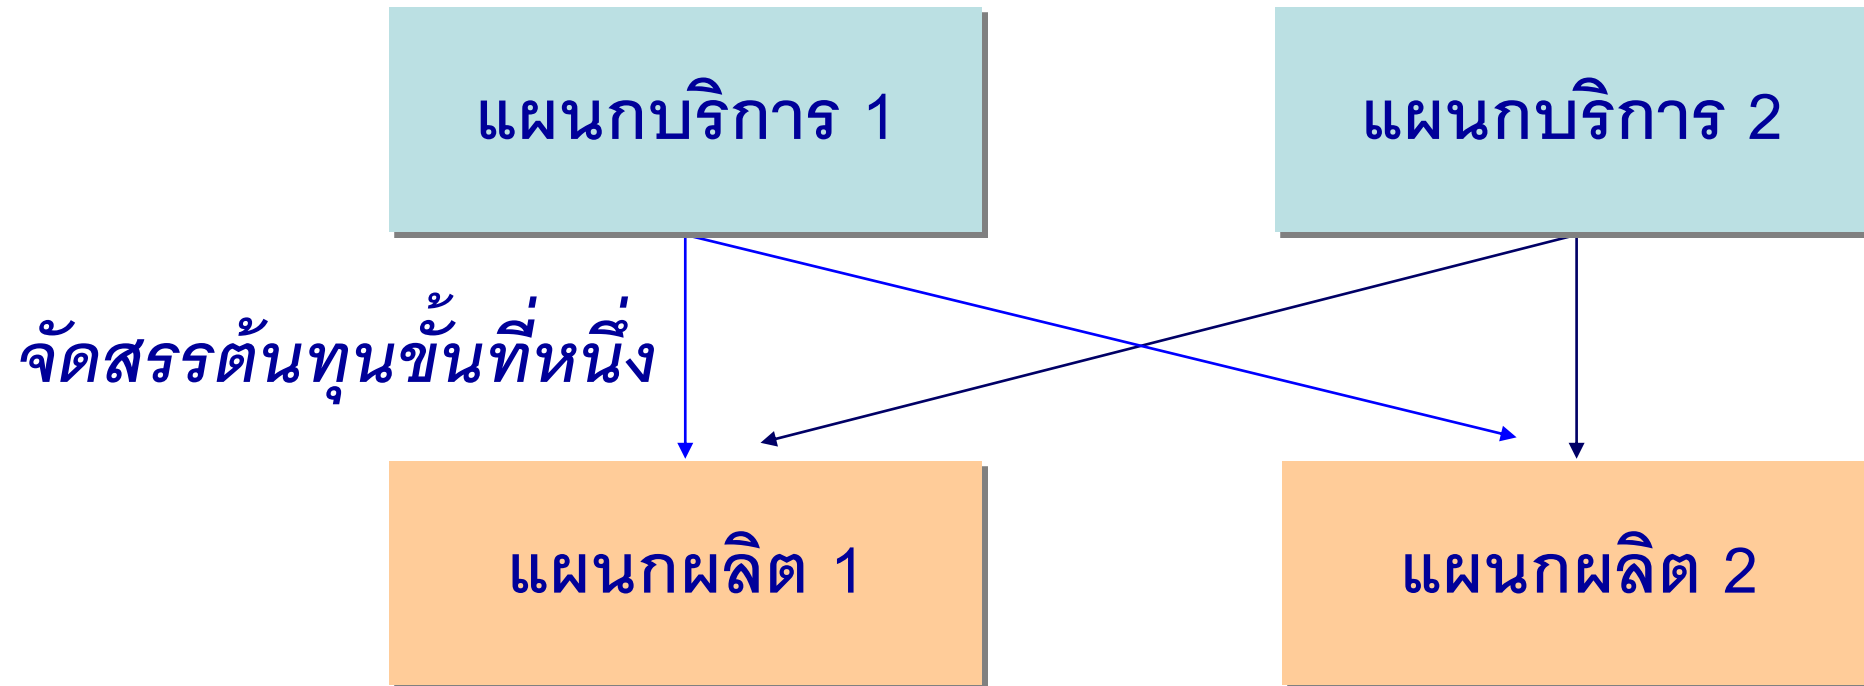 แผนกบริการ 1
แผนกบริการ 2
จัดสรรต้นทุนขั้นที่หนึ่ง
แผนกผลิต 1
แผนกผลิต 2